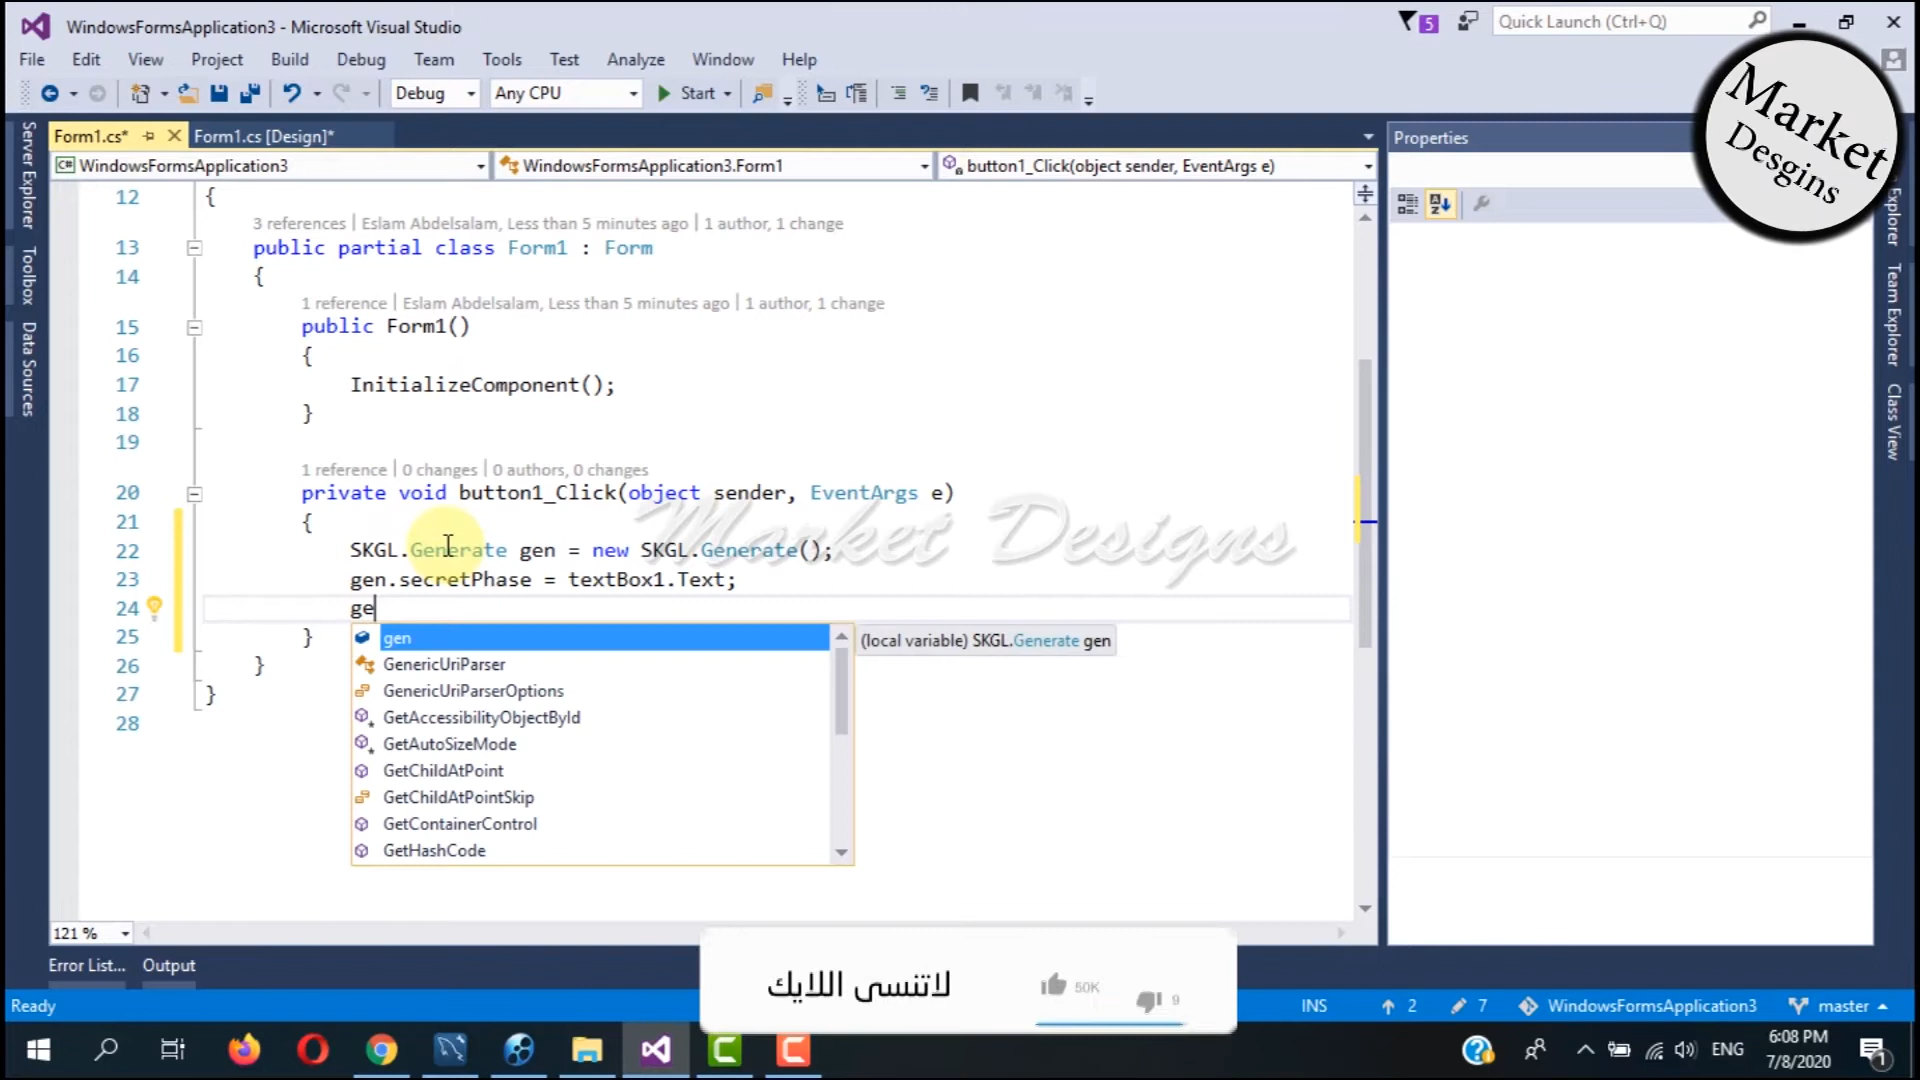 WindowsFormsApplication3 - Microsoft Visual Studio
5
Quick Launch (Ctrl+Q)
File Edit View Project Build Debug Team Tools Test Analyze Window Help
Debug Any CPU Start
Market
Desgins
Form1.cs* Form1.cs [Design]*
Properties
C# WindowsFormsApplication3 WindowsFormsApplication3.Form1 button1_Click(object sender, EventArgs e)
Server Explorer
Toolbox
Data Sources
Explorer
Team Explorer
Class View
12 {
3 references | Eslam Abdelsalam, Less than 5 minutes ago | 1 author, 1 change
13 public partial class Form1 : Form
14 {
1 reference | Eslam Abdelsalam, Less than 5 minutes ago | 1 author, 1 change
15 public Form1()
16 {
17 InitializeComponent();
18 }
19
1 reference | 0 changes | 0 authors, 0 changes
20 private void button1_Click(object sender, EventArgs e)
21 {
Market Designs
22 SKGL.Generate gen = new SKGL.Generate();
23 gen.secretPhase = textBox1.Text;
24 ge
25 }
26 }
27 }
28
gen
(local variable) SKGL.Generate gen
GenericUriParser
GenericUriParserOptions
GetAccessibilityObjectById
GetAutoSizeMode
GetChildAtPoint
GetChildAtPointSkip
GetContainerControl
GetHashCode
121 %
Error List... Output
لاتنسى اللايك
50K
9
Ready INS 2 7 WindowsFormsApplication3 master
ENG
6:08 PM
7/8/2020
1